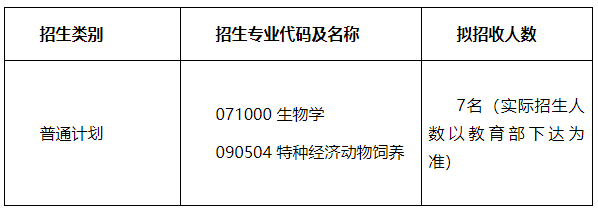 招生类别
招生专业代码及名称
拟招收人数
普通计划
071000 生物学
090504 特种经济动物饲养
7名（实际招生人
数以教育部下达为
准）